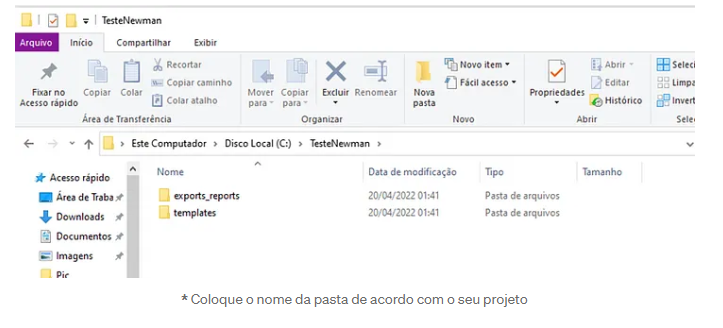 TesteNewman
Arquivo Início Compartilhar Exibir
Fixar no Acesso rápido
Copiar
Colar
Recortar
Copiar caminho
Colar atalho
Área de Transferência
Mover para
Copiar para
Excluir
Renomear
Organizar
Nova pasta
Novo item
Fácil acesso
Novo
Propriedades
Abrir
Editar
Histórico
Abrir
Seleci
Limpa
Invert
Sele
Este Computador > Disco Local (C:) > TesteNewman >
Acesso rápido
Área de Traba
Downloads
Documentos
Imagens
Pic
Nome Data de modificação Tipo Tamanho
exports_reports 20/04/2022 01:41 Pasta de arquivos
templates 20/04/2022 01:41 Pasta de arquivos
* Coloque o nome da pasta de acordo com o seu projeto